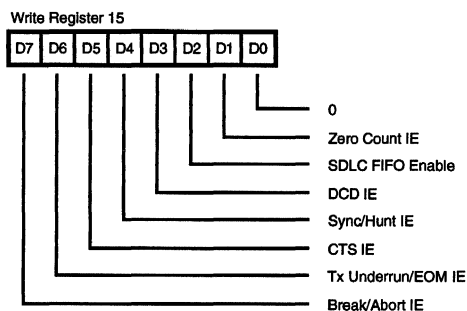 Write Register 15
D7 D6 D5 D4 D3 D2 D1 D0
0
Zero Count IE
SDLC FIFO Enable
DCD IE
Sync/Hunt IE
CTS IE
Tx Underrun/EOM IE
Break/Abort IE